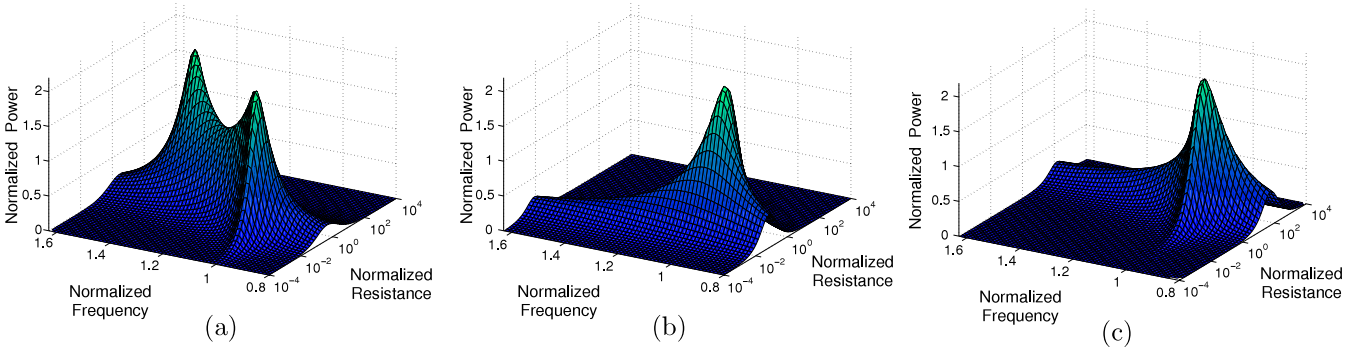 Normalized Power
2
1.5
1
0.5
0
1.6
1.4
1.2
1
0.8
10^-4
10^-2
10^0
10^2
10^4
Normalized
Frequency
Normalized
Resistance
(a)
Normalized Power
2
1.5
1
0.5
0
1.6
1.4
1.2
1
0.8
10^-4
10^-2
10^0
10^2
10^4
Normalized
Frequency
Normalized
Resistance
(b)
Normalized Power
2
1.5
1
0.5
0
1.6
1.4
1.2
1
0.8
10^-4
10^-2
10^0
10^2
10^4
Normalized
Frequency
Normalized
Resistance
(c)